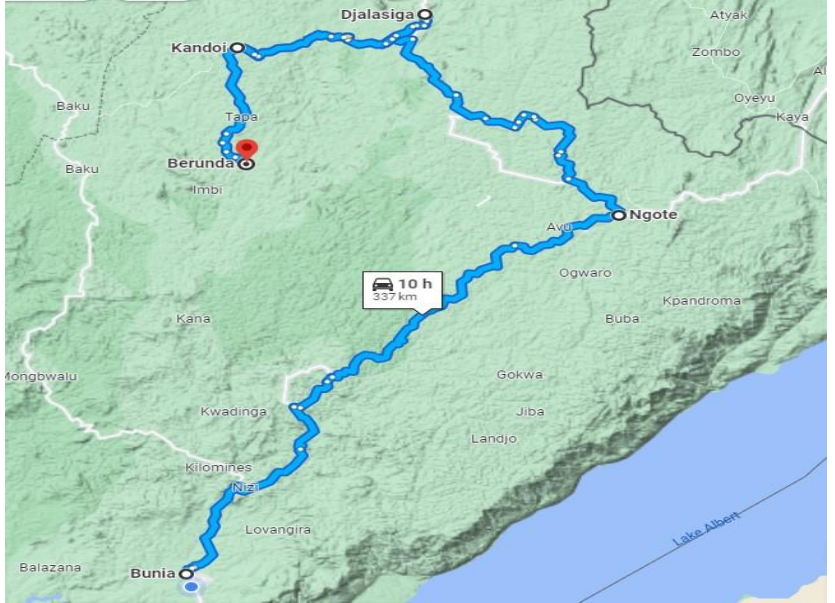 Djalasiga
Atyak
Kandoi
Zombo
Oyeyu
Baku
Kaya
Tapa
Baku
Berunda
Imbi
Ngote
Avu
Ogwaro
10 h
337 km
Kpandroma
Kana
Buba
Mongbwalu
Gokwa
Kwadinga
Jiba
Landjo
Kilomines
Nizi
Lovangira
Lake Albert
Balazana
Bunia